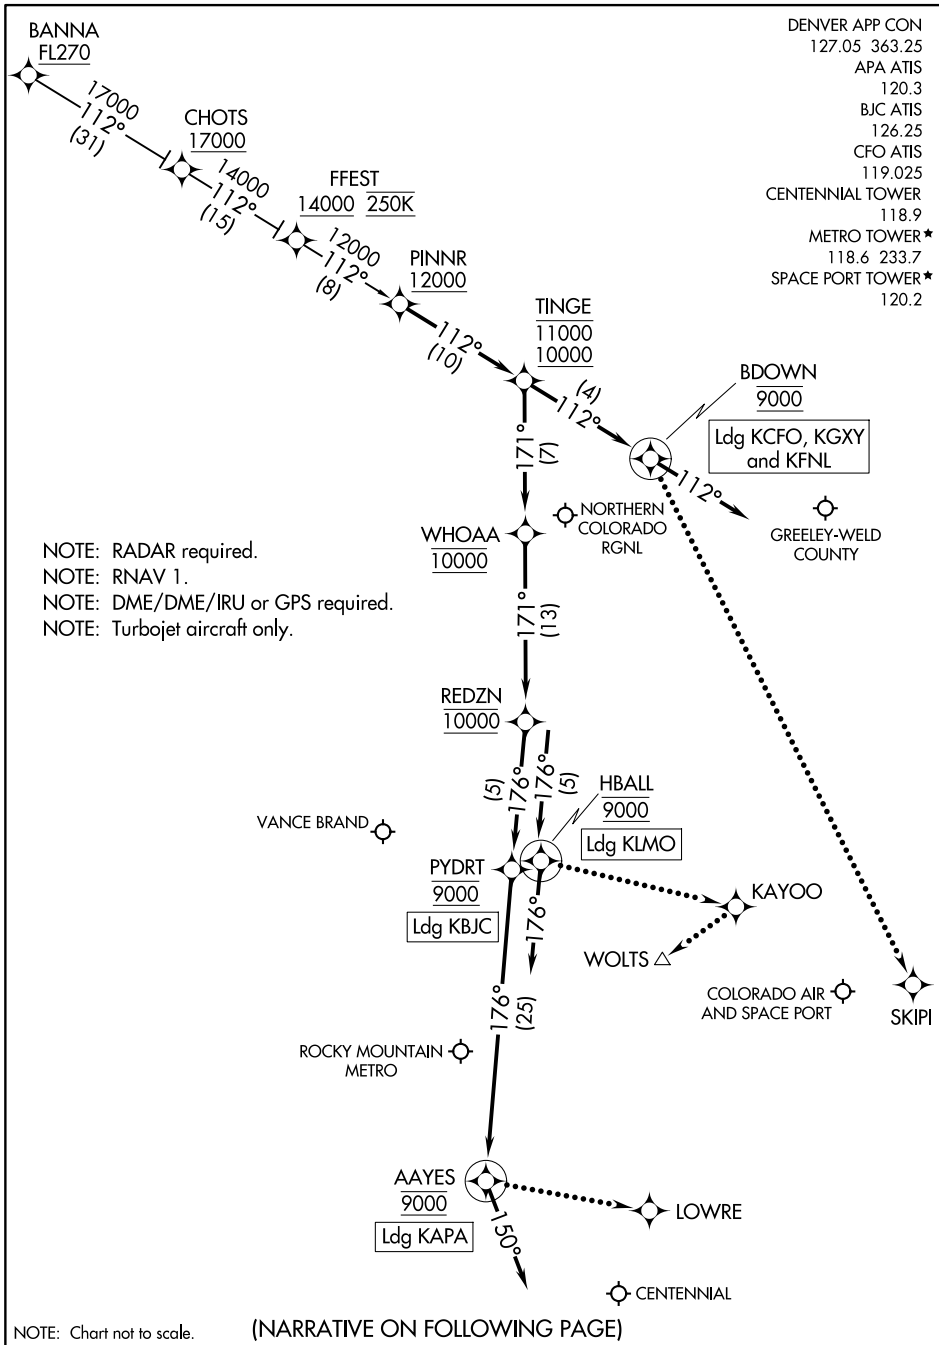 BANNA
FL270
17000
112°
(31)
CHOTS
17000
14000
112°
(15)
FFEST
14000 250K
12000
112°
(8)
PINNR
12000
112°
(10)
TINGE
11000
10000
(4)
112°
DENVER APP CON
127.05 363.25
APA ATIS
120.3
BJC ATIS
126.25
CFO ATIS
119.025
CENTENNIAL TOWER
118.9
METRO TOWER★
118.6 233.7
SPACE PORT TOWER★
120.2
BDOWN
9000
Ldg KCFO, KGXY
and KFNL
112°
171°
(7)
NORTHERN
COLORADO
RGNL
GREELEY-WELD
COUNTY
WHOAA
10000
NOTE: RADAR required.
NOTE: RNAV 1.
NOTE: DME/DME/IRU or GPS required.
NOTE: Turbojet aircraft only.
171°
(13)
REDZN
10000
(5)
176°
176°
(5)
HBALL
9000
Ldg KLMO
VANCE BRAND
PYDRT
9000
Ldg KBJC
176°
KAYOO
WOLTS
COLORADO AIR
AND SPACE PORT
SKIPI
176°
(25)
ROCKY MOUNTAIN
METRO
AAYES
9000
Ldg KAPA
150°
LOWRE
CENTENNIAL
NOTE: Chart not to scale.
(NARRATIVE ON FOLLOWING PAGE)